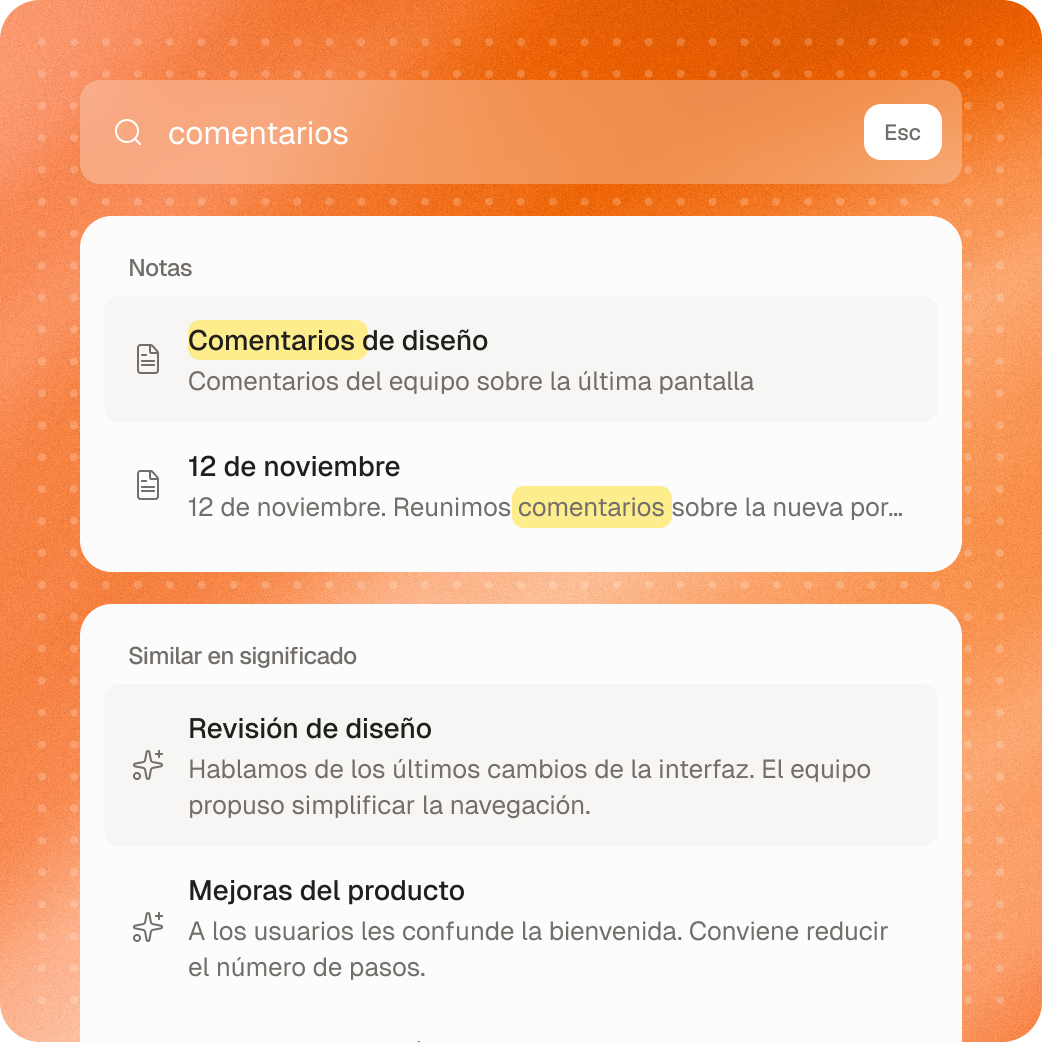 comentarios
Esc
Notas
Comentarios de diseño
Comentarios del equipo sobre la última pantalla
12 de noviembre
12 de noviembre. Reunimos comentarios sobre la nueva por...
Similar en significado
Revisión de diseño
Hablamos de los últimos cambios de la interfaz. El equipo
propuso simplificar la navegación.
Mejoras del producto
A los usuarios les confunde la bienvenida. Conviene reducir
el número de pasos.